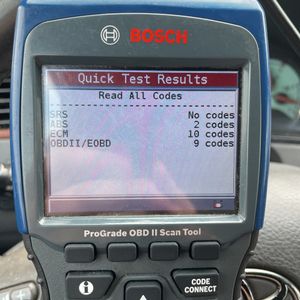 BOSCH
Quick Test Results
Read All Codes
SRS No codes
ABS 2 codes
ECM 10 codes
OBDII/EOBD 9 codes
ProGrade OBD II Scan Tool
i
CODE
CONNECT